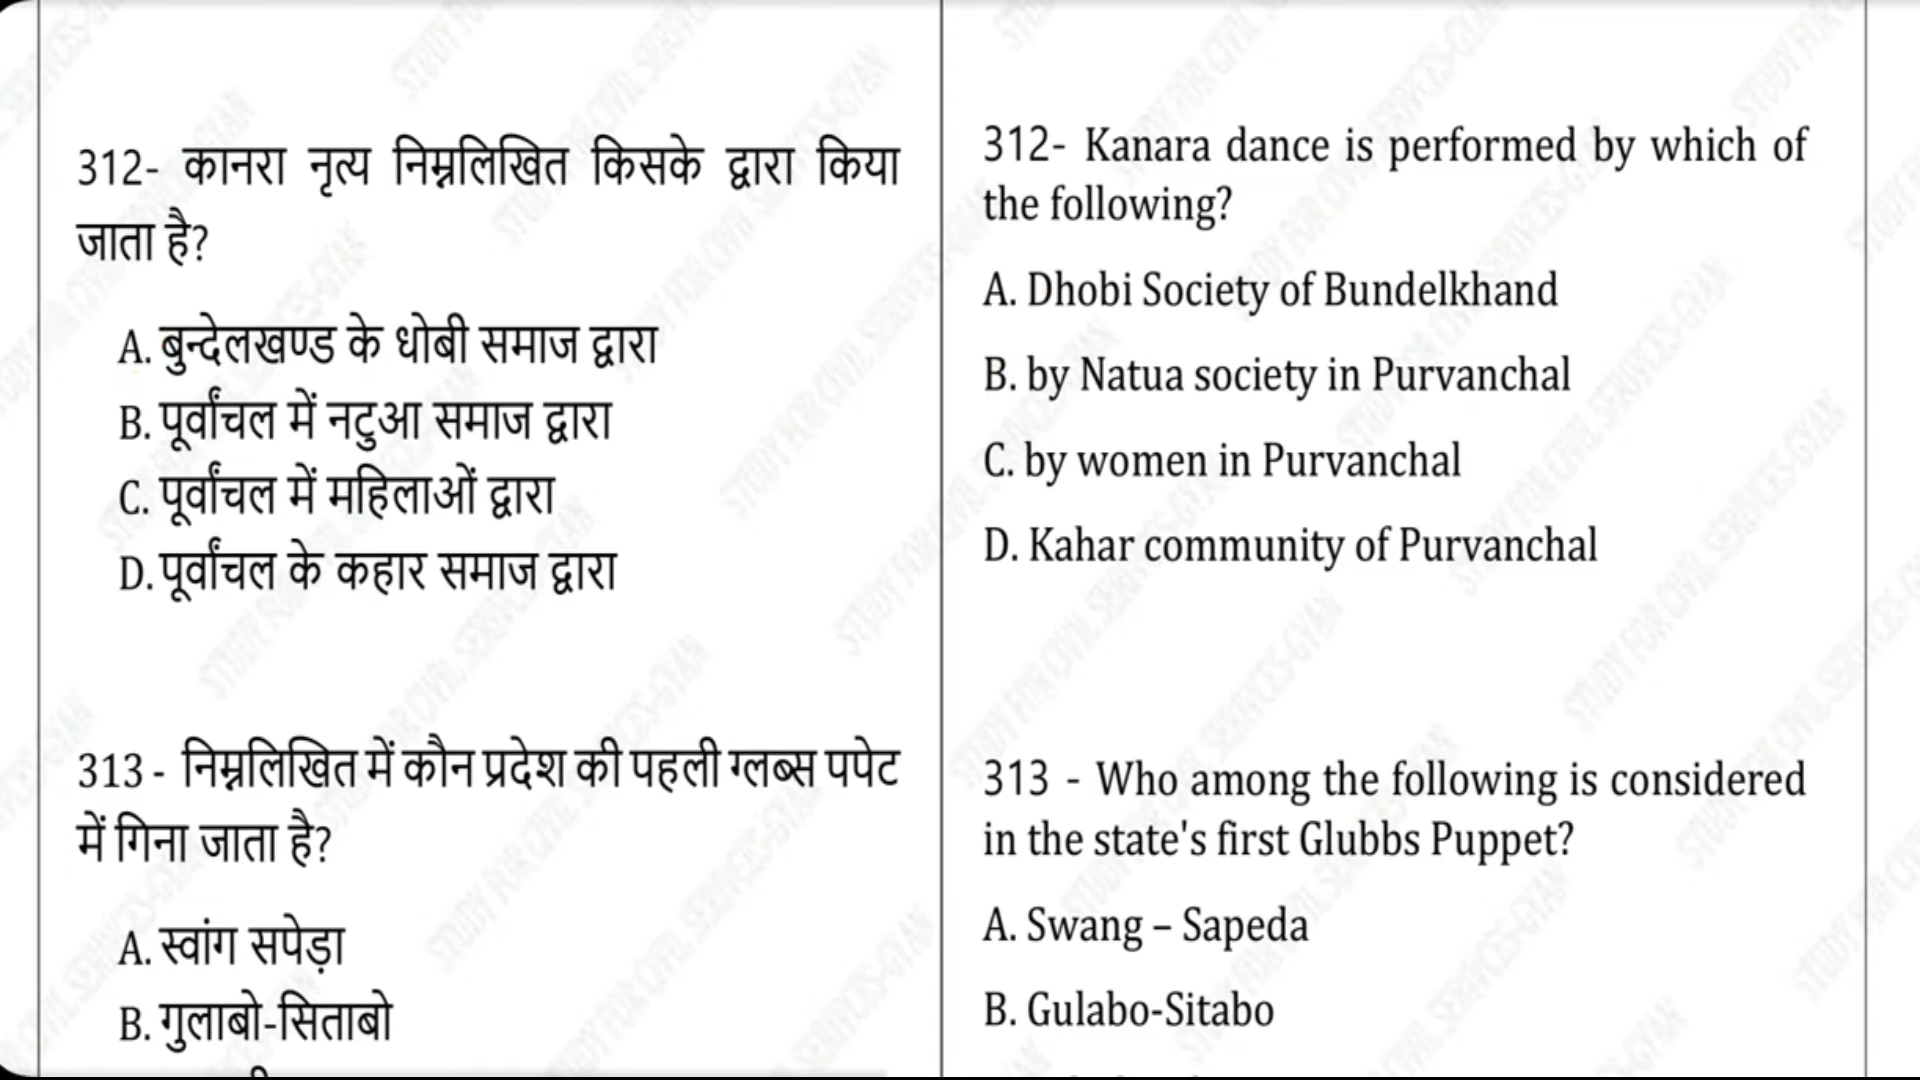 312- कानरा नृत्य निम्नलिखित किसके द्वारा किया
जाता है?
A. बुन्देलखण्ड के धोबी समाज द्वारा
B. पूर्वांचल में नटुआ समाज द्वारा
C. पूर्वांचल में महिलाओं द्वारा
D. पूर्वांचल के कहार समाज द्वारा
313 - निम्नलिखित में कौन प्रदेश की पहली ग्लब्स पपेट
में गिना जाता है?
A. स्वांग सपेड़ा
B. गुलाबो-सिताबो
312- Kanara dance is performed by which of
the following?
A. Dhobi Society of Bundelkhand
B. by Natua society in Purvanchal
C. by women in Purvanchal
D. Kahar community of Purvanchal
313 - Who among the following is considered
in the state's first Glubbs Puppet?
A. Swang – Sapeda
B. Gulabo-Sitabo